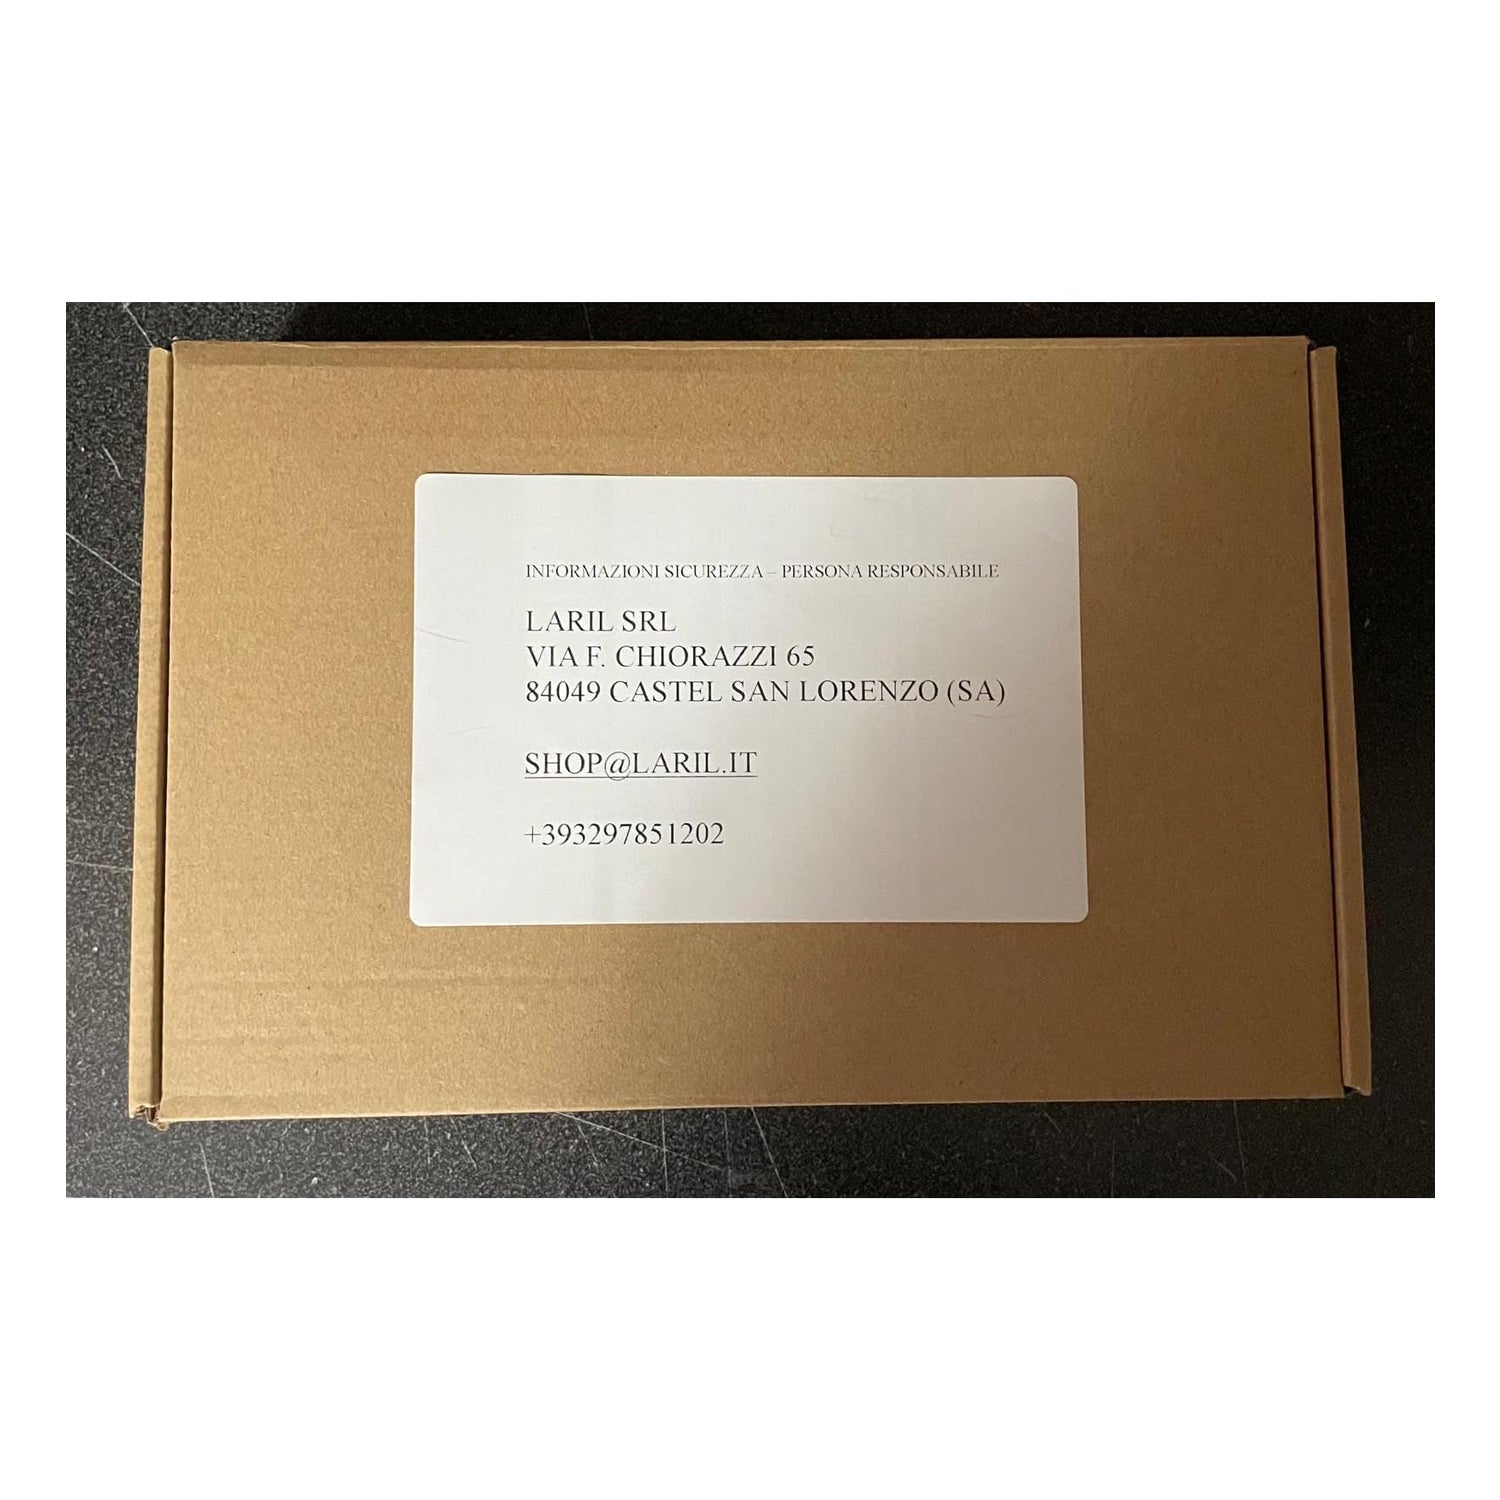 INFORMAZIONI SICUREZZA – PERSONA RESPONSABILE
LARIL SRL
VIA F. CHIORAZZI 65
84049 CASTEL SAN LORENZO (SA)
SHOP@LARIL.IT
+393297851202